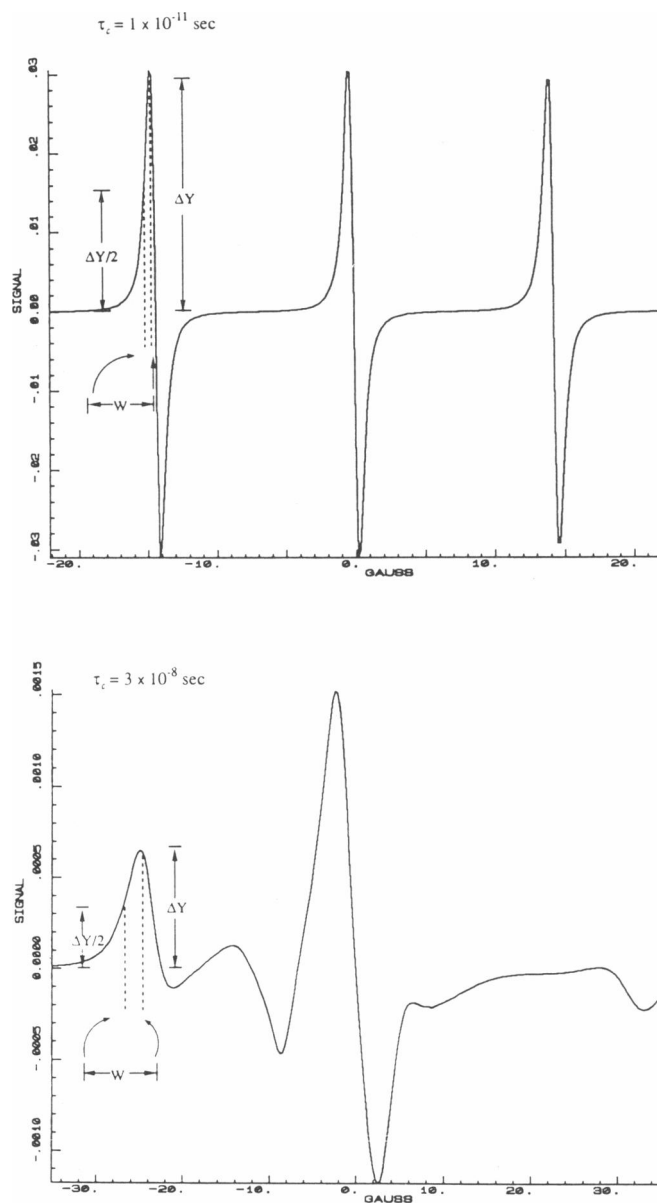 τc = 1 x 10-11 sec
.03
.02
.01
0.00
-.01
-.02
-.03
SIGNAL
ΔY
ΔY/2
W
-20.
-10.
0.
10.
20.
GAUSS
τc = 3 x 10-8 sec
.0015
.0010
.0005
0.0000
-.0005
-.0010
SIGNAL
ΔY
ΔY/2
W
-30.
-20.
-10.
0.
10.
20.
30.
GAUSS